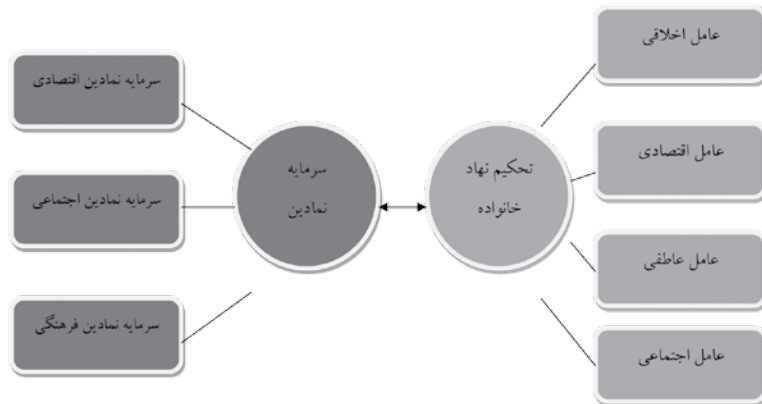 عامل اخلاقی
عامل اقتصادی
عامل عاطفی
عامل اجتماعی
تحکیم نهاد
خانواده
سرمایه
نمادین
سرمایه نمادین اقتصادی
سرمایه نمادین اجتماعی
سرمایه نمادین فرهنگی